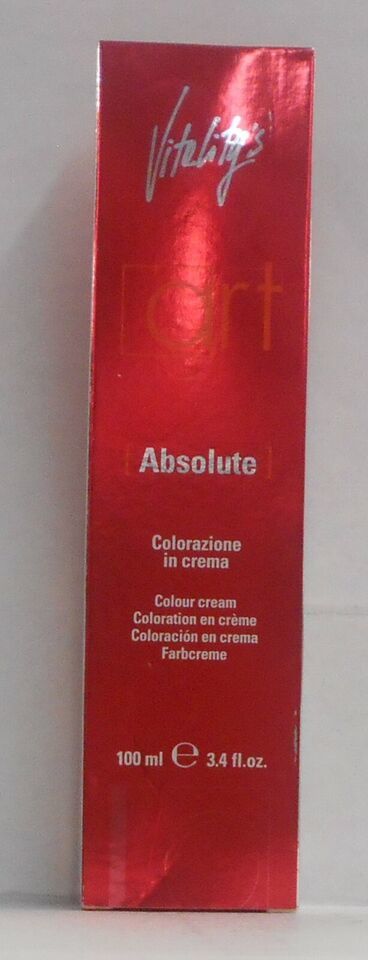 Vitality's
art
Absolute
Colorazione
in crema
Colour cream
Coloration en crème
Coloración en crema
Farbcreme
100 ml ℮ 3.4 fl.oz.